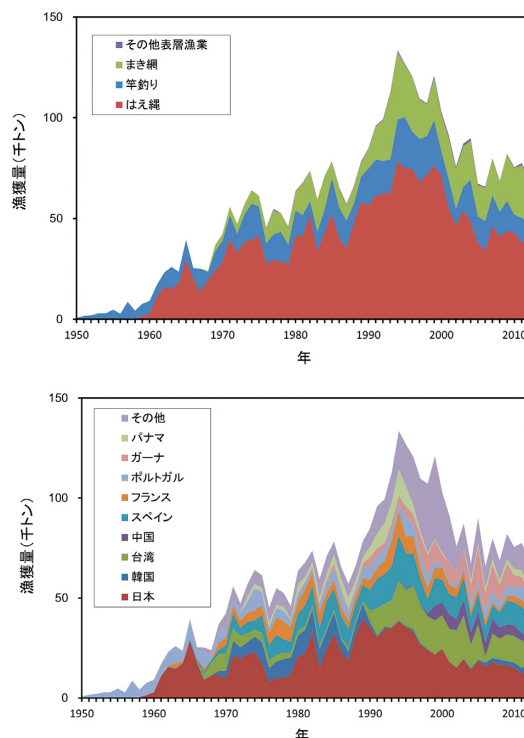 150
100
50
0
漁獲量(千トン)
その他表層漁業
まき網
竿釣り
はえ縄
1950 1960 1970 1980 1990 2000 2010
年
150
100
50
0
漁獲量(千トン)
その他
パナマ
ガーナ
ポルトガル
フランス
スペイン
中国
台湾
韓国
日本
1950 1960 1970 1980 1990 2000 2010
年